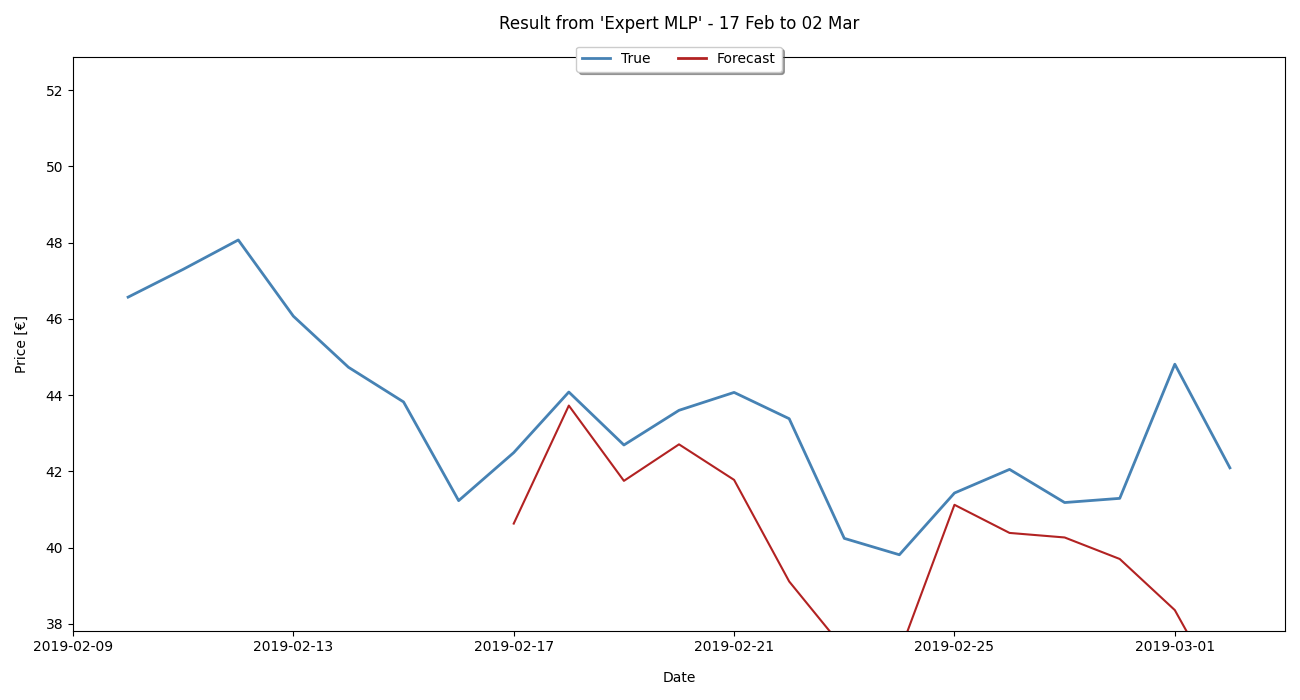 Result from 'Expert MLP' - 17 Feb to 02 Mar
True Forecast
52
50
48
46
44
42
40
38
Price [€]
2019-02-09 2019-02-13 2019-02-17 2019-02-21 2019-02-25 2019-03-01
Date